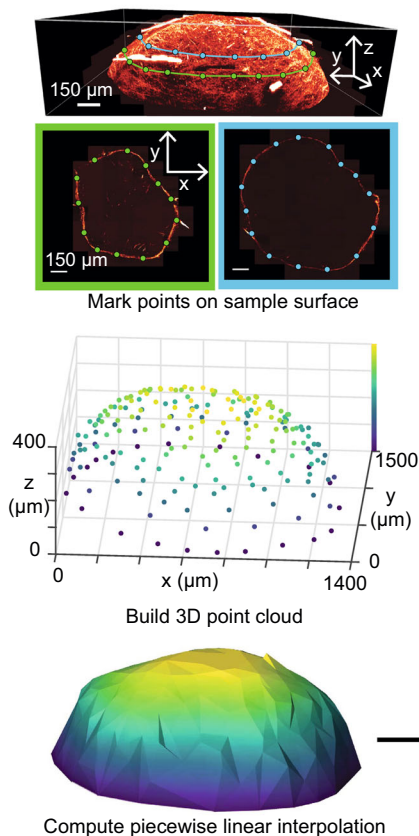 z
y
x
150 μm
y
x
150 μm
Mark points on sample surface
400
z
(μm)
0
0
x (μm)
1400
1500
y
(μm)
0
Build 3D point cloud
Compute piecewise linear interpolation